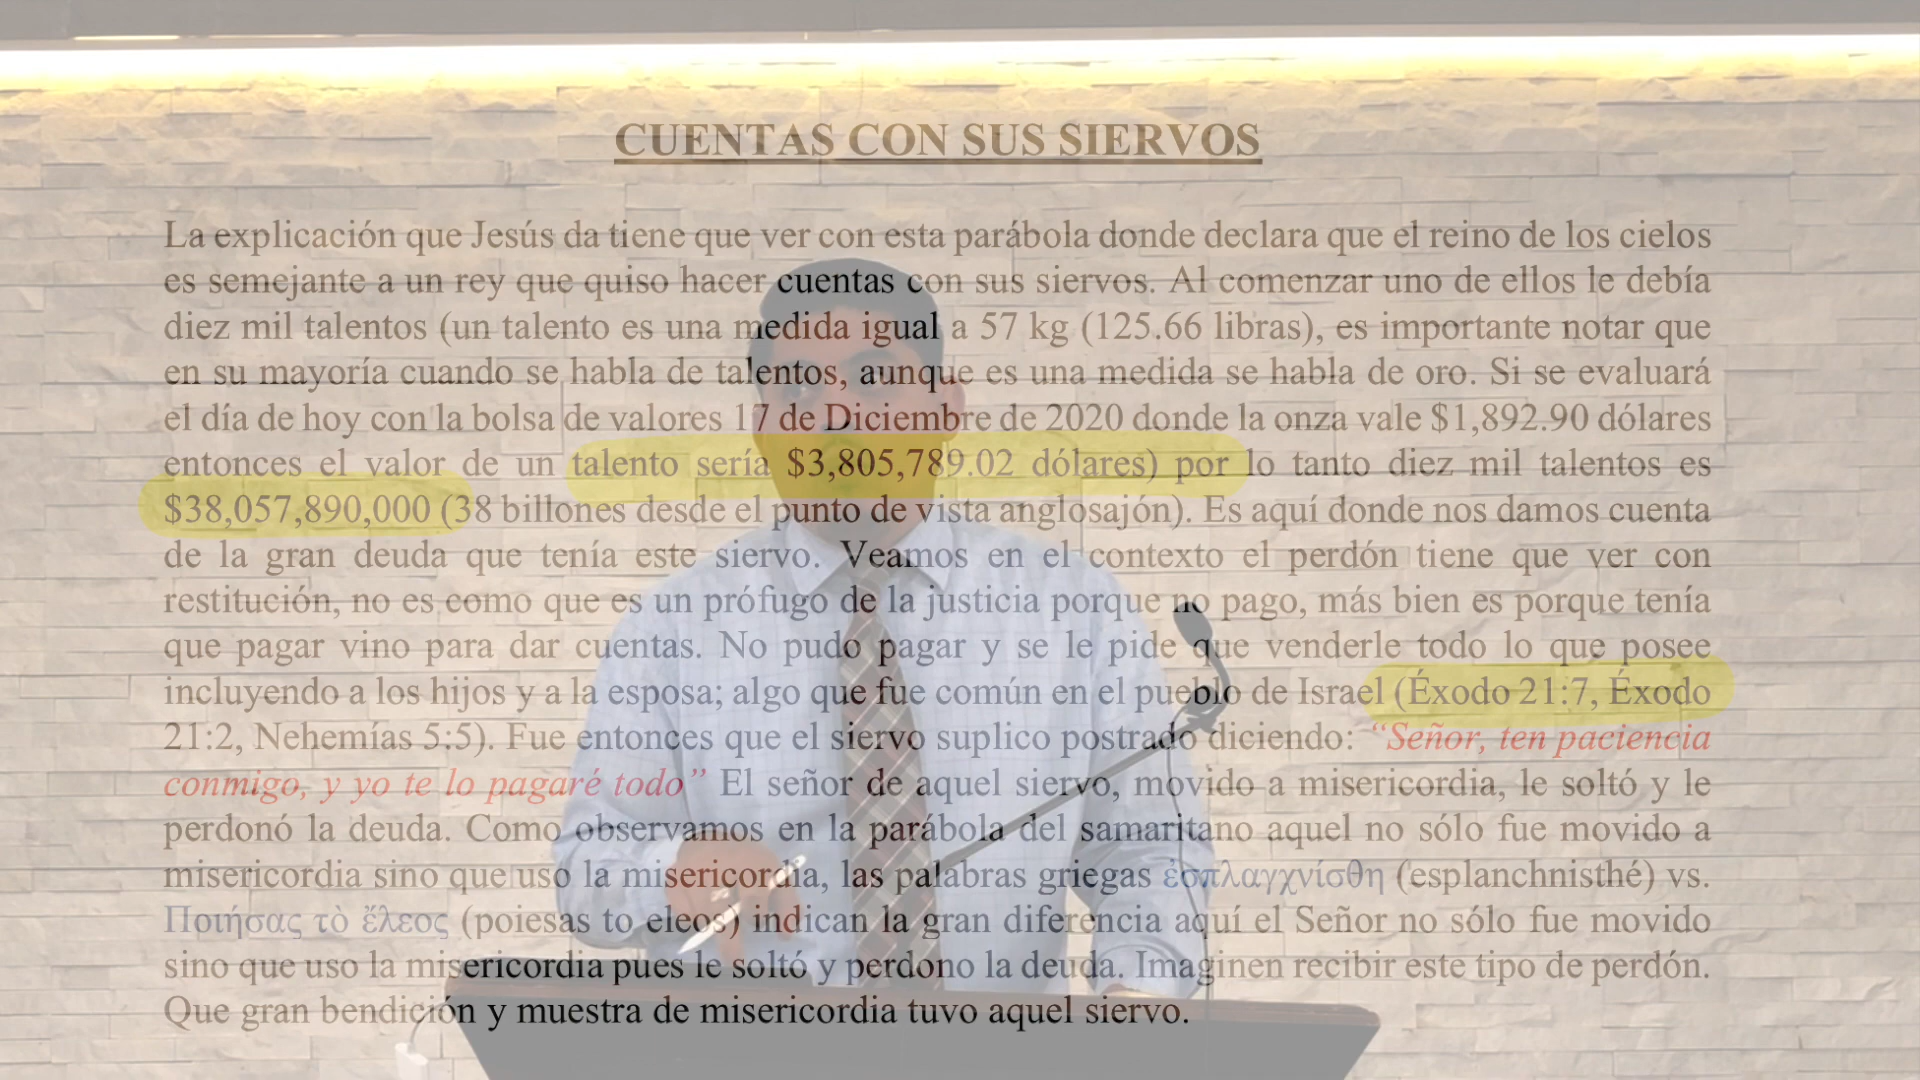 CUENTAS CON SUS SIERVOS
La explicación que Jesús da tiene que ver con esta parábola donde declara que el reino de los cielos
es semejante a un rey que quiso hacer cuentas con sus siervos. Al comenzar uno de ellos le debía
diez mil talentos (un talento es una medida igual a 57 kg (125.66 libras), es importante notar que
en su mayoría cuando se habla de talentos, aunque es una medida se habla de oro. Si se evaluará
el día de hoy con la bolsa de valores 17 de Diciembre de 2020 donde la onza vale $1,892.90 dólares
entonces el valor de un talento sería $3,805,789.02 dólares) por lo tanto diez mil talentos es
$38,057,890,000 (38 billones desde el punto de vista anglosajón). Es aquí donde nos damos cuenta
de la gran deuda que tenía este siervo. Veamos en el contexto el perdón tiene que ver con
restitución, no es como que es un prófugo de la justicia porque no pago, más bien es porque tenía
que pagar vino para dar cuentas. No pudo pagar y se le pide que venderle todo lo que posee
incluyendo a los hijos y a la esposa; algo que fue común en el pueblo de Israel (Éxodo 21:7, Éxodo
21:2, Nehemías 5:5). Fue entonces que el siervo suplico postrado diciendo: “Señor, ten paciencia
conmigo, y yo te lo pagaré todo” El señor de aquel siervo, movido a misericordia, le soltó y le
perdonó la deuda. Como observamos en la parábola del samaritano aquel no sólo fue movido a
misericordia sino que uso la misericordia, las palabras griegas ἐσπλαγχνίσθη (esplanchnisthé) vs.
Ποιήσας τὸ ἔλεος (poiesas to eleos) indican la gran diferencia aquí el Señor no sólo fue movido
sino que uso la misericordia pues le soltó y perdono la deuda. Imaginen recibir este tipo de perdón.
Que gran bendición y muestra de misericordia tuvo aquel siervo.